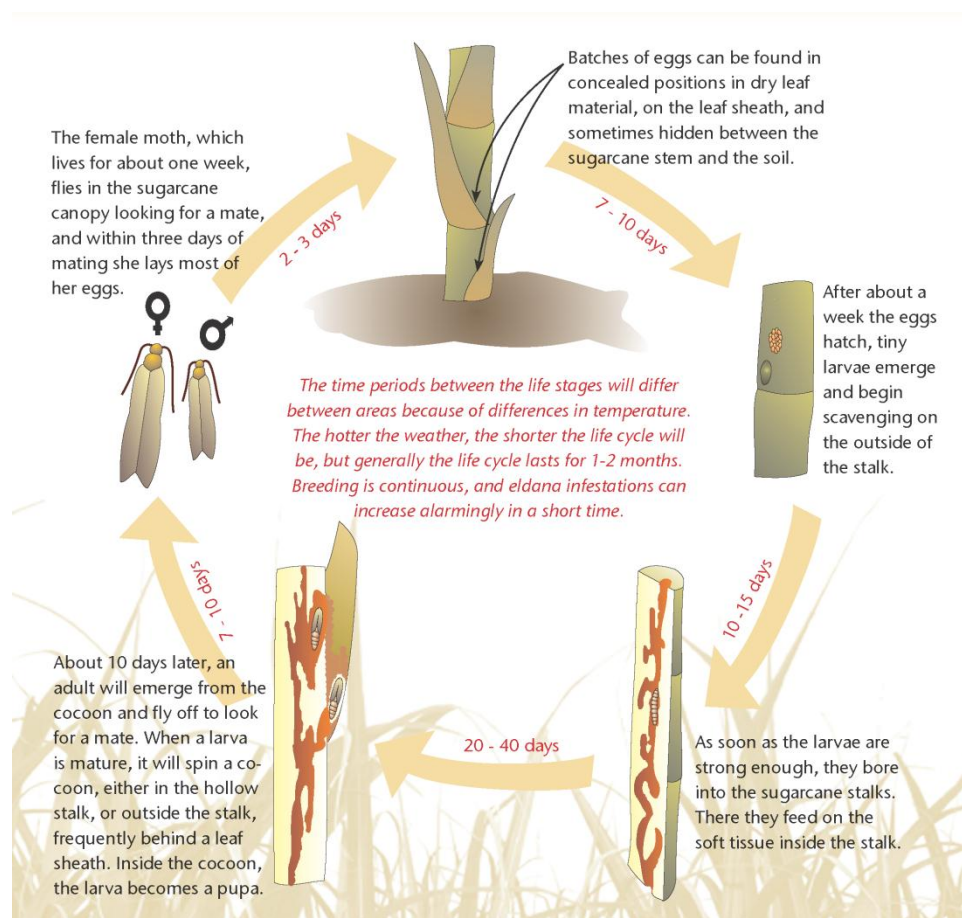 Batches of eggs can be found in
concealed positions in dry leaf
material, on the leaf sheath, and
sometimes hidden between the
sugarcane stem and the soil.
The female moth, which
lives for about one week,
flies in the sugarcane
canopy looking for a mate,
and within three days of
mating she lays most of
her eggs.
2 - 3 days
7 - 10 days
After about a
week the eggs
hatch, tiny
larvae emerge
and begin
scavenging on
the outside of
the stalk.
The time periods between the life stages will differ
between areas because of differences in temperature.
The hotter the weather, the shorter the life cycle will
be, but generally the life cycle lasts for 1-2 months.
Breeding is continuous, and eldana infestations can
increase alarmingly in a short time.
10 -15 days
7 - 10 days
About 10 days later, an
adult will emerge from the
cocoon and fly off to look
for a mate. When a larva
is mature, it will spin a co-
coon, either in the hollow
stalk, or outside the stalk,
frequently behind a leaf
sheath. Inside the cocoon,
the larva becomes a pupa.
20 - 40 days
As soon as the larvae are
strong enough, they bore
into the sugarcane stalks.
There they feed on the
soft tissue inside the stalk.